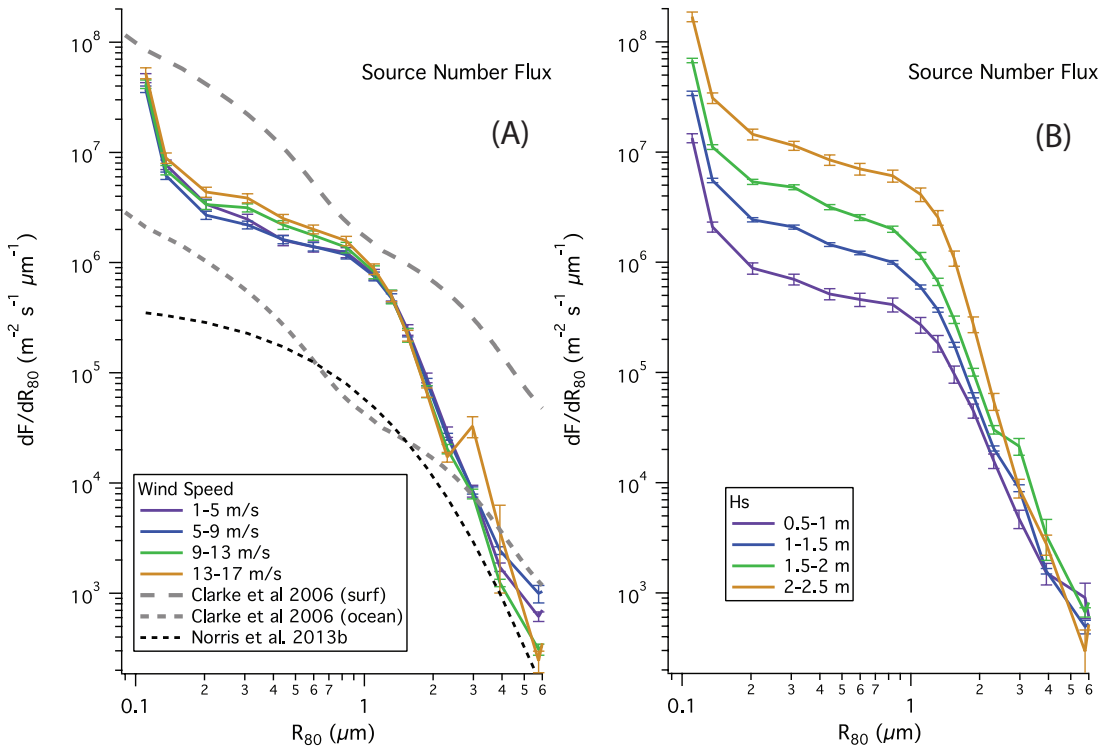 Source Number Flux
(A)
10^8
10^7
10^6
10^5
10^4
10^3
dF/dR80 (m-2 s-1 µm-1)
Wind Speed
1-5 m/s
5-9 m/s
9-13 m/s
13-17 m/s
Clarke et al 2006 (surf)
Clarke et al 2006 (ocean)
Norris et al. 2013b
0.1 2 3 4 5 6 7 1 2 3 4 5 6
R80 (µm)
Source Number Flux
(B)
10^8
10^7
10^6
10^5
10^4
10^3
dF/dR80 (m-2 s-1 µm-1)
Hs
0.5-1 m
1-1.5 m
1.5-2 m
2-2.5 m
0.1 2 3 4 5 6 7 1 2 3 4 5 6
R80 (µm)